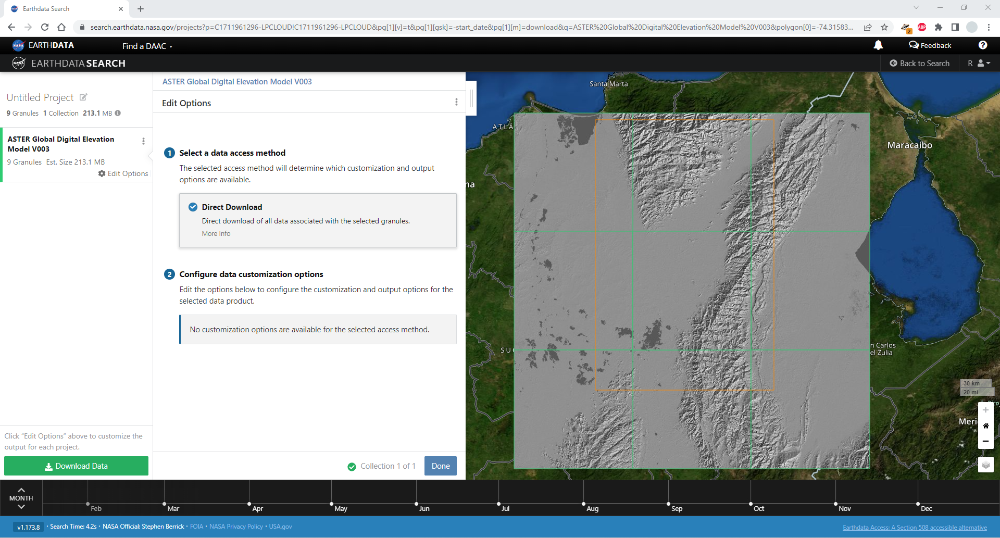 Earthdata Search
search.earthdata.nasa.gov/projects?p=C1711961296-LPCLOUD!C1711961296-LPCLOUD&pg[1][v]=t&pg[1][gsk]=-start_date&pg[1][m]=download&q=ASTER%20Global%20Digital%20Elevation%20Model%20V003&polygon[0]=-74.31583...
2
ABP
NASA
EARTHDATA
Find a DAAC
Feedback
EARTHDATA SEARCH
Back to Search
R
Untitled Project
9 Granules 1 Collection 213.1 MB
ASTER Global Digital Elevation
Model V003
9 Granules Est. Size 213.1 MB
Edit Options
Click “Edit Options” above to customize the
output for each project.
Download Data
ASTER Global Digital Elevation Model V003
Edit Options
1 Select a data access method
The selected access method will determine which customization and output
options are available.
Direct Download
Direct download of all data associated with the selected granules.
More Info
2 Configure data customization options
Edit the options below to configure the customization and output options for the
selected data product.
No customization options are available for the selected access method.
Collection 1 of 1
Done
Santa Marta
ATLÁ
Maracaibo
na
SUC
n Carlos
el Zulia
30 km
20 mi
Pico
Meri
MONTH
Feb
Mar
Apr
May
Jun
Jul
Aug
Sep
Oct
Nov
Dec
v1.173.8 · Search Time: 4.2s · NASA Official: Stephen Berrick · FOIA · NASA Privacy Policy · USA.gov
Earthdata Access: A Section 508 accessible alternative